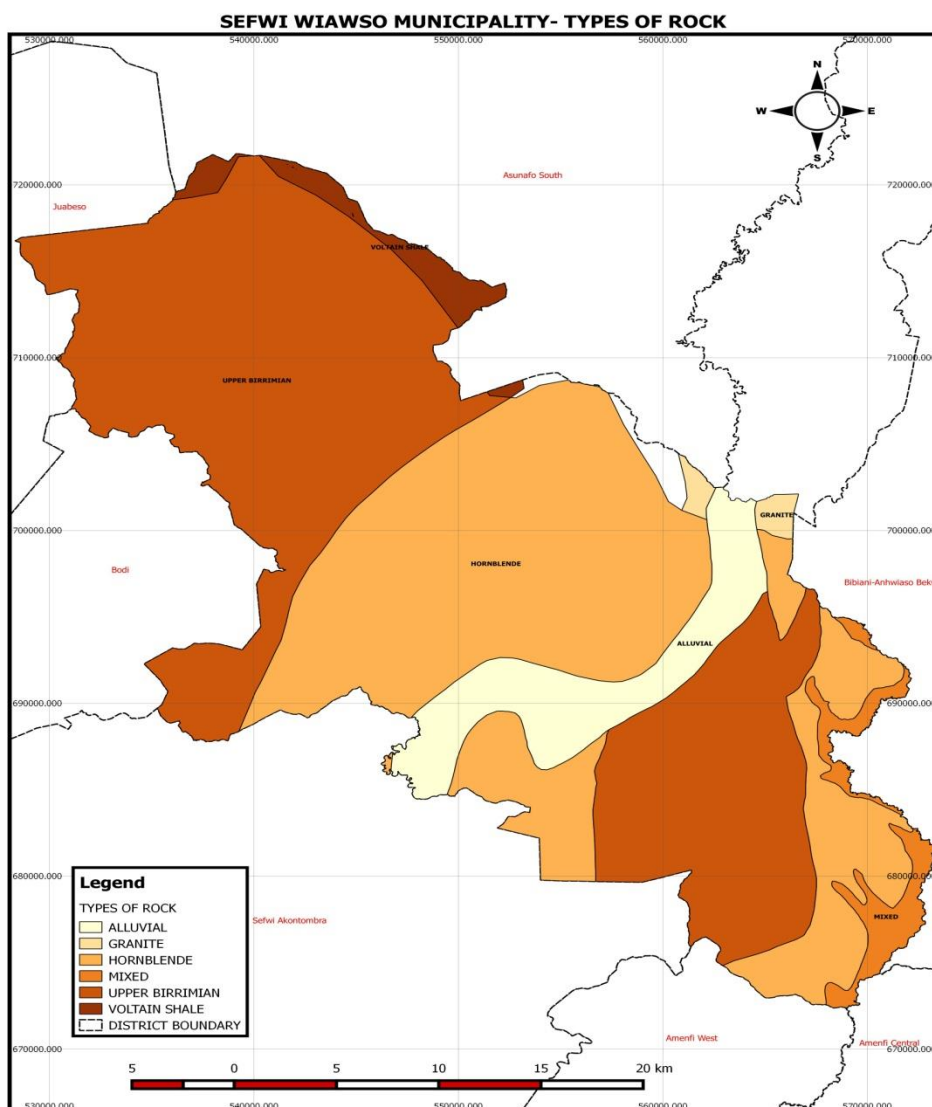 SEFWI WIAWSO MUNICIPALITY- TYPES OF ROCK
530000.000 540000.000 550000.000 560000.000 570000.000
N
W E
S
720000.000 720000.000
Asunafo South
Juabeso
VOLTAIN SHALE
710000.000 710000.000
UPPER BIRRIMIAN
GRANITE
700000.000 700000.000
HORNBLENDE
Bodi
Bibiani-Anhwiaso Bek
ALLUVIAL
690000.000 690000.000
680000.000 680000.000
Legend
TYPES OF ROCK
ALLUVIAL
GRANITE
HORNBLENDE
MIXED
UPPER BIRRIMIAN
VOLTAIN SHALE
DISTRICT BOUNDARY
Sefwi Akontombra
MIXED
Amenfi West
Amenfi Central
670000.000 670000.000
5 0 5 10 15 20 km
530000.000 540000.000 550000.000 560000.000 570000.000